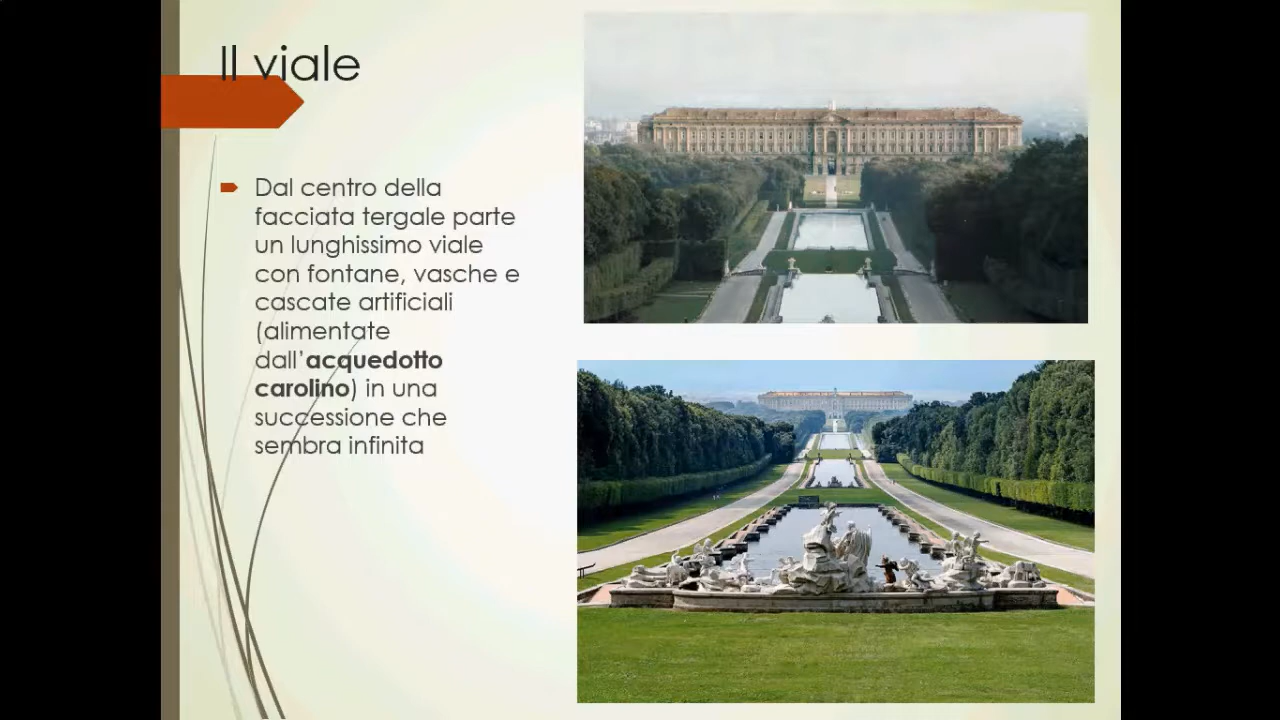 Il viale
Dal centro della
facciata tergale parte
un lunghissimo viale
con fontane, vasche e
cascate artificiali
(alimentate
dall'acquedotto
carolino) in una
successione che
sembra infinita